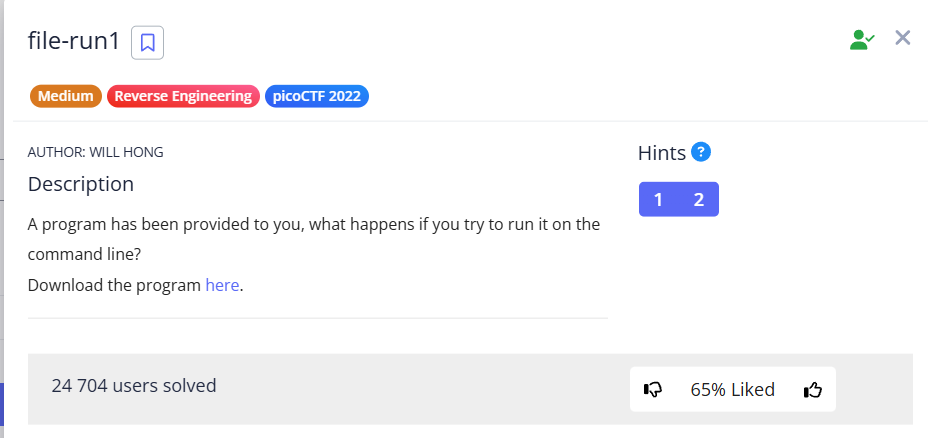 file-run1
Medium Reverse Engineering picoCTF 2022
AUTHOR: WILL HONG
Hints ?
Description
1 2
A program has been provided to you, what happens if you try to run it on the
command line?
Download the program here.
24 704 users solved
65% Liked